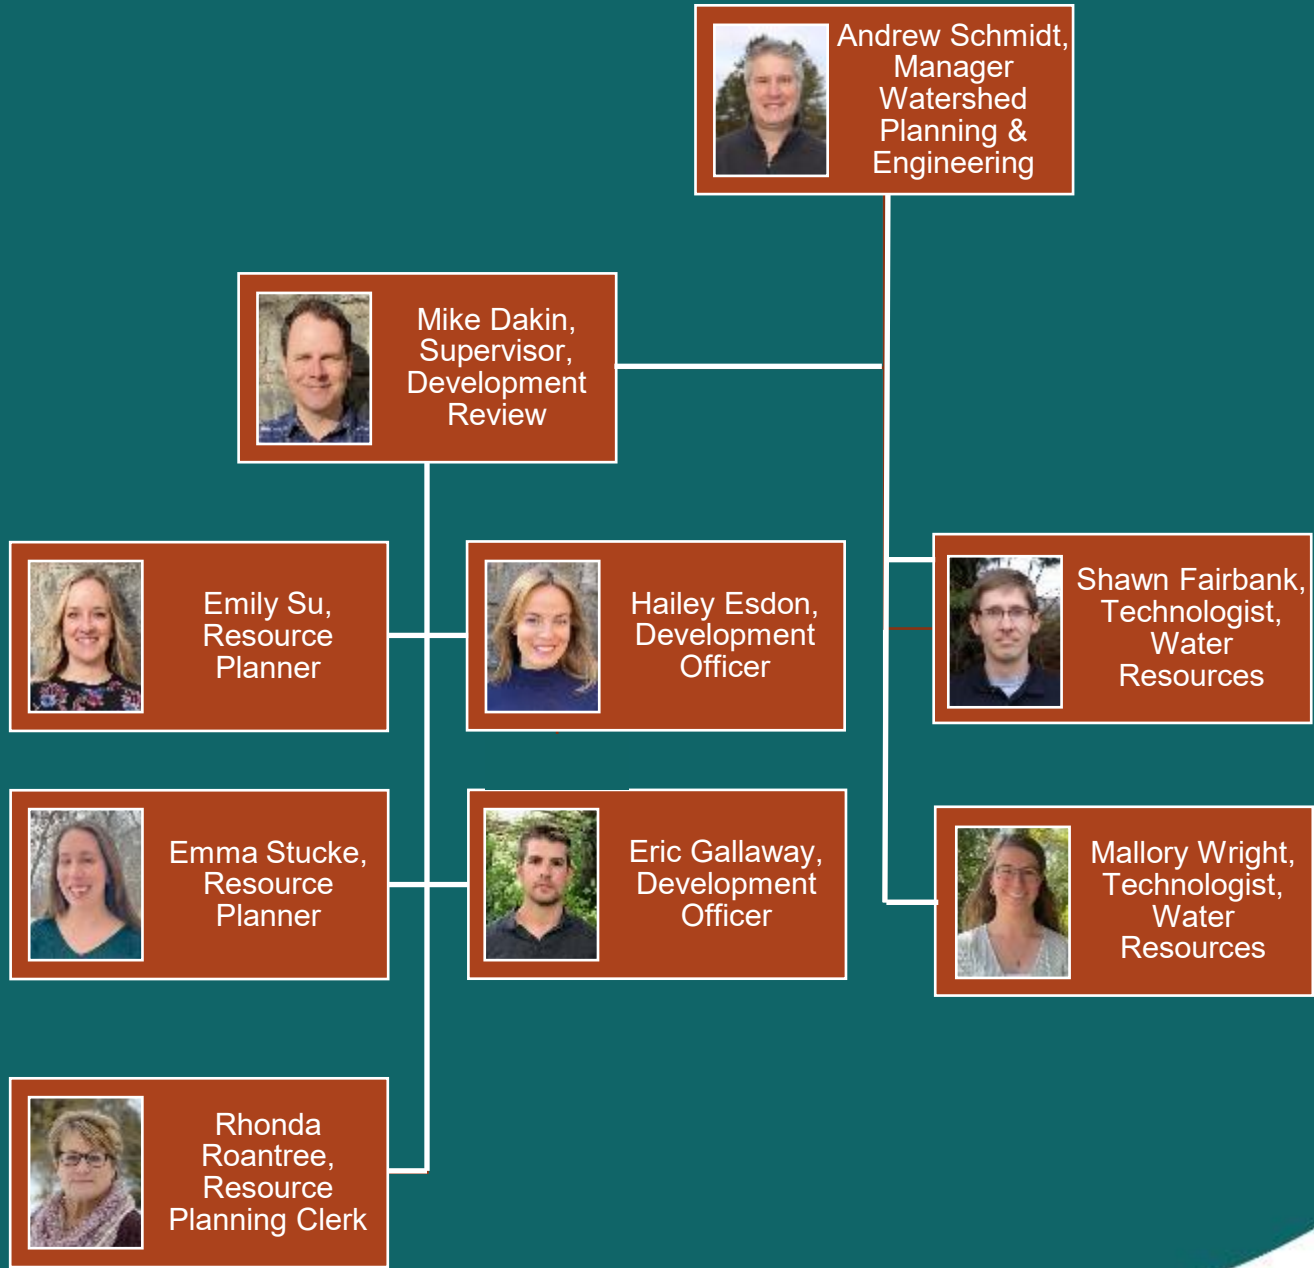 Andrew Schmidt,
Manager
Watershed
Planning &
Engineering
Mike Dakin,
Supervisor,
Development
Review
Emily Su,
Resource
Planner
Hailey Esdon,
Development
Officer
Shawn Fairbank,
Technologist,
Water
Resources
Emma Stucke,
Resource
Planner
Eric Gallaway,
Development
Officer
Mallory Wright,
Technologist,
Water
Resources
Rhonda
Roantree,
Resource
Planning Clerk